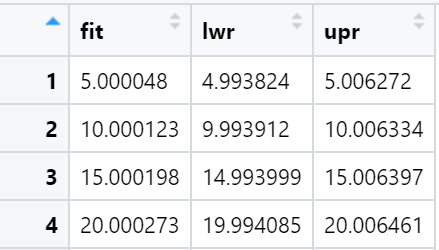 fit lwr upr
1 5.000048 4.993824 5.006272
2 10.000123 9.993912 10.006334
3 15.000198 14.993999 15.006397
4 20.000273 19.994085 20.006461